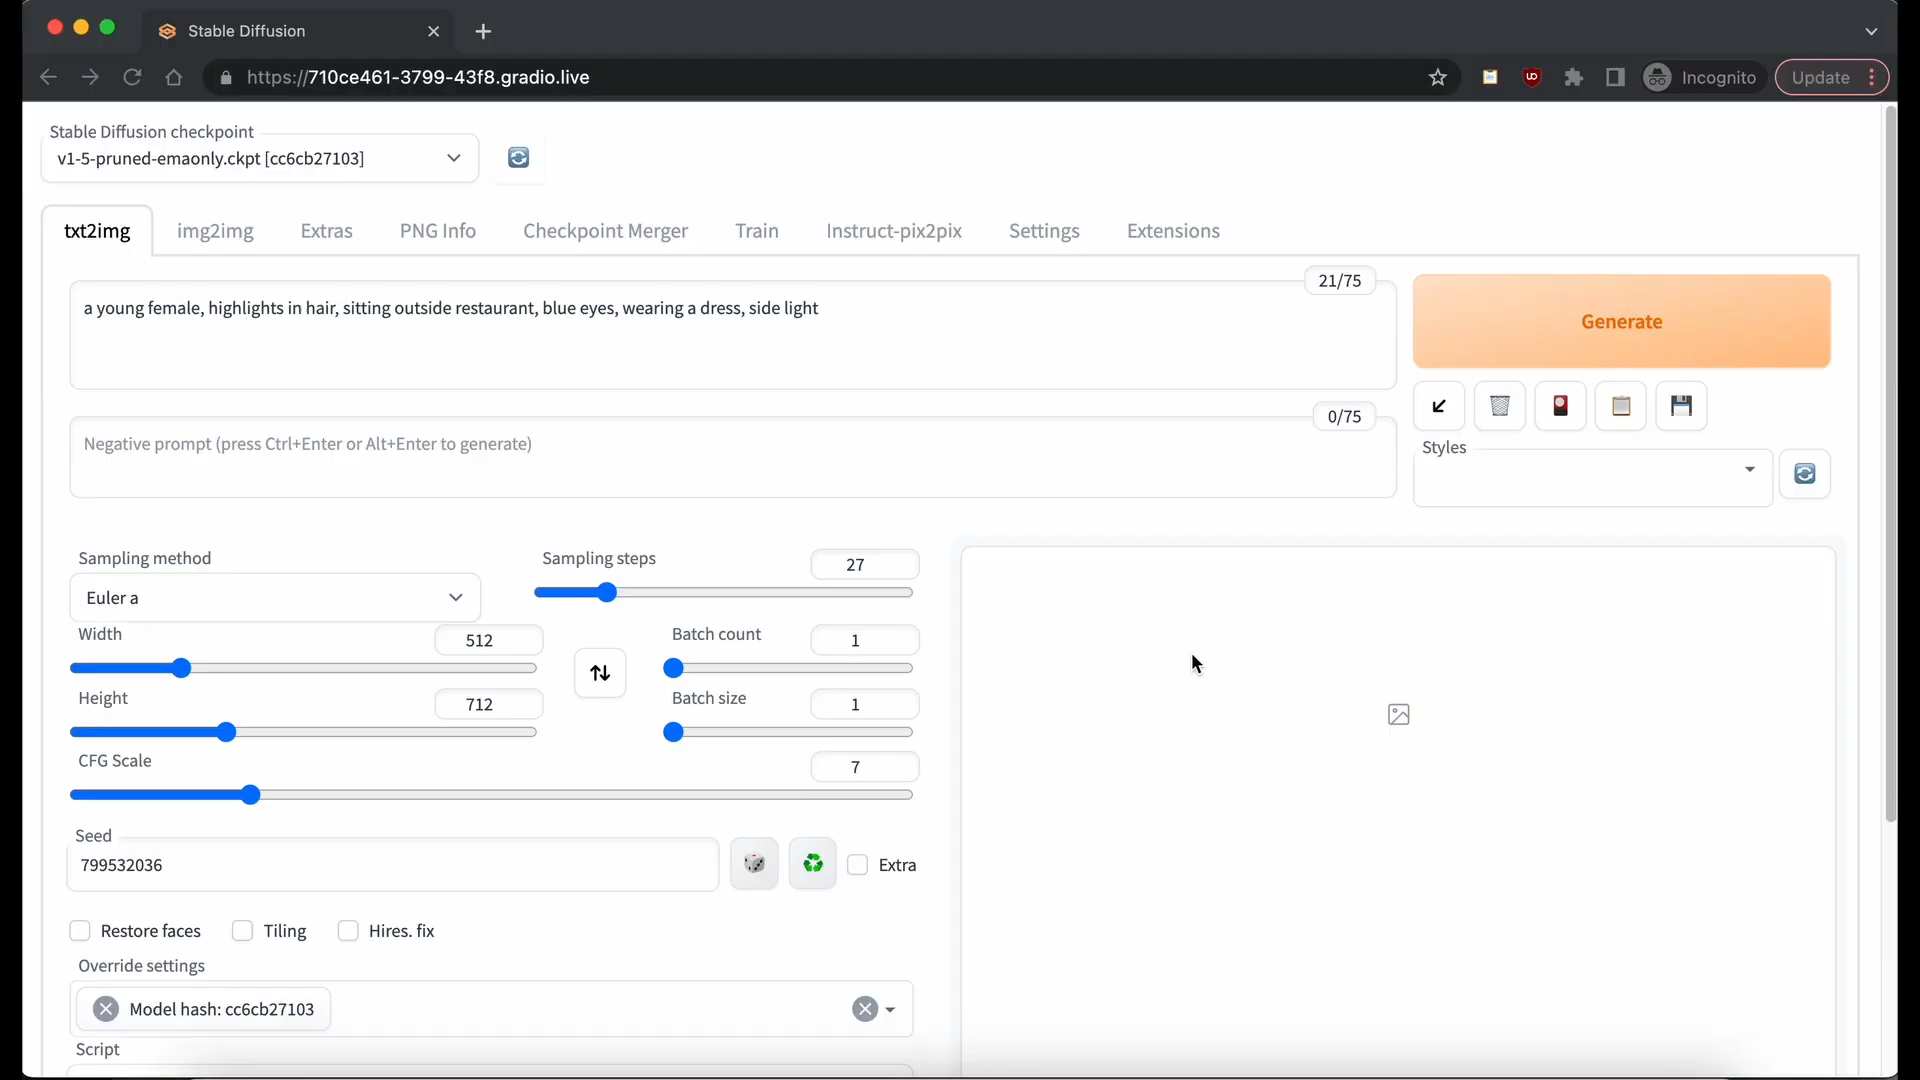 Stable Diffusion
https://710ce461-3799-43f8.gradio.live
Incognito
Update
Stable Diffusion checkpoint
v1-5-pruned-emaonly.ckpt [cc6cb27103]
txt2img img2img Extras PNG Info Checkpoint Merger Train Instruct-pix2pix Settings Extensions
21/75
a young female, highlights in hair, sitting outside restaurant, blue eyes, wearing a dress, side light
Generate
0/75
Negative prompt (press Ctrl+Enter or Alt+Enter to generate)
Styles
Sampling method
Euler a
Sampling steps
27
Width
512
Batch count
1
Height
712
Batch size
1
CFG Scale
7
Seed
799532036
Extra
Restore faces Tiling Hires. fix
Override settings
Model hash: cc6cb27103
Script